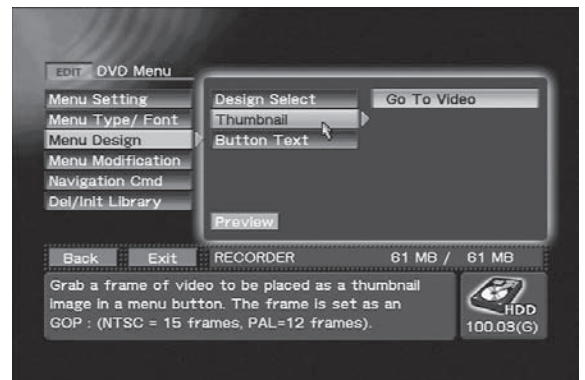 EDIT DVD Menu
Menu Setting
Menu Type/ Font
Menu Design
Menu Modification
Navigation Cmd
Del/Init Library
Design Select
Thumbnail
Button Text
Go To Video
Preview
Back Exit RECORDER 61 MB / 61 MB
Grab a frame of video to be placed as a thumbnail
image in a menu button. The frame is set as an
GOP : (NTSC = 15 frames, PAL=12 frames).
HDD
100.03(G)